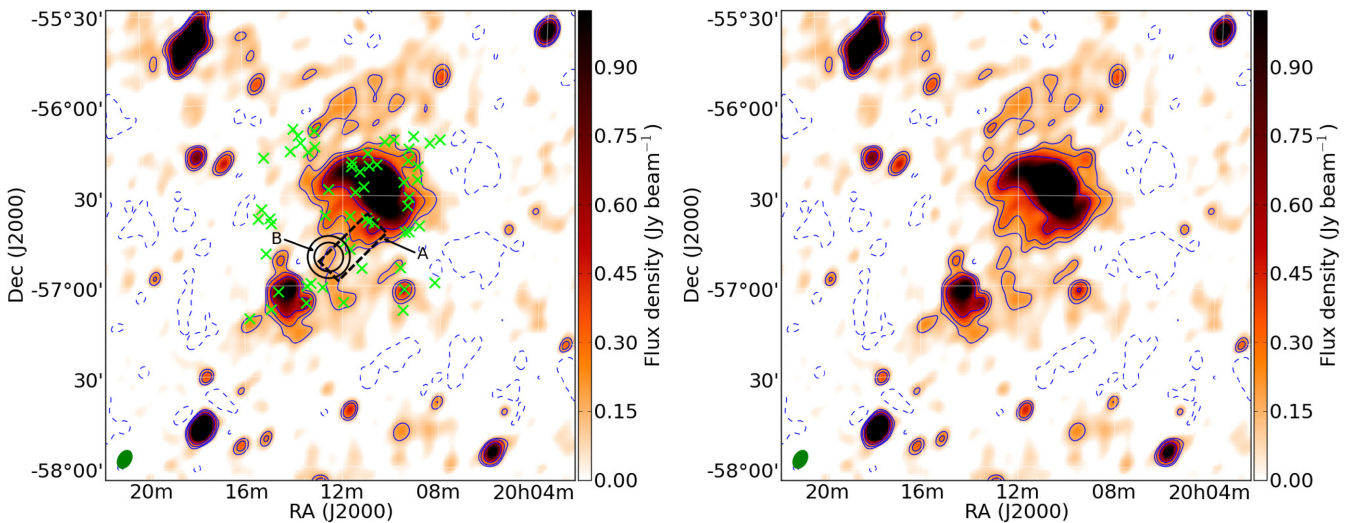 -55°30'
-56°00'
30'
-57°00'
30'
-58°00'
Dec (J2000)
20m
16m
12m
08m
20h04m
RA (J2000)
B
A
0.90
0.75
0.60
0.45
0.30
0.15
0.00
Flux density (Jy beam⁻¹)
-55°30'
-56°00'
30'
-57°00'
30'
-58°00'
Dec (J2000)
20m
16m
12m
08m
20h04m
RA (J2000)
0.90
0.75
0.60
0.45
0.30
0.15
0.00
Flux density (Jy beam⁻¹)